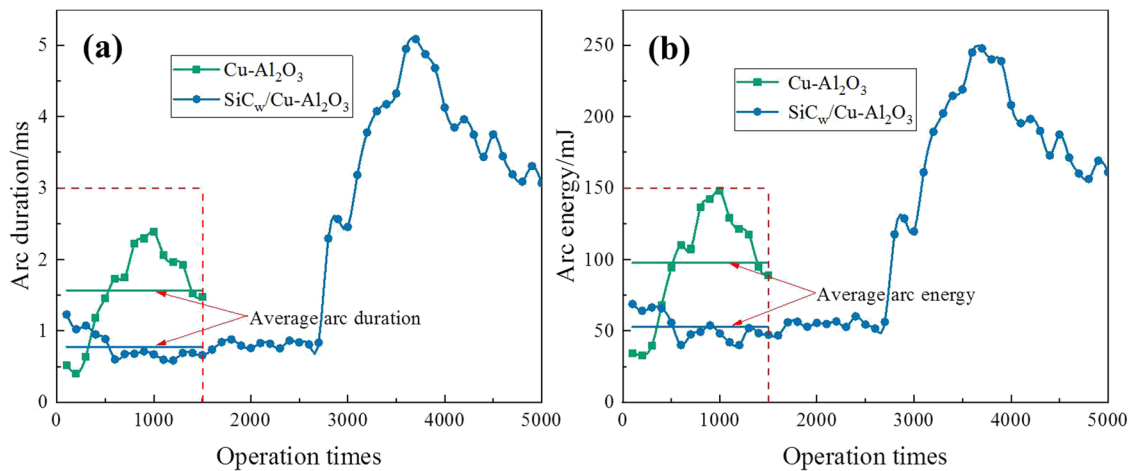 (a)
Cu-Al₂O₃
SiC_w/Cu-Al₂O₃
Average arc duration
Arc duration/ms
0
1
2
3
4
5
0
1000
2000
3000
4000
5000
Operation times
(b)
Cu-Al₂O₃
SiC_w/Cu-Al₂O₃
Average arc energy
Arc energy/mJ
0
50
100
150
200
250
0
1000
2000
3000
4000
5000
Operation times